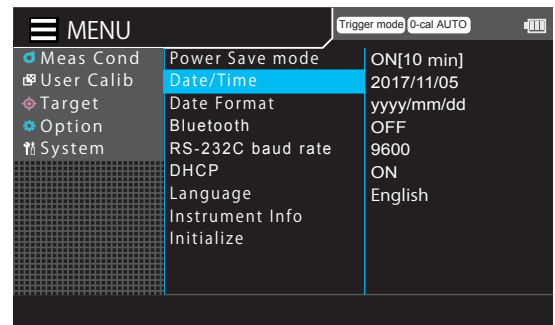 MENU
Trigger mode 0-cal AUTO
Meas Cond
User Calib
Target
Option
System
Power Save mode ON[10 min]
Date/Time 2017/11/05
Date Format yyyy/mm/dd
Bluetooth OFF
RS-232C baud rate 9600
DHCP ON
Language English
Instrument Info
Initialize